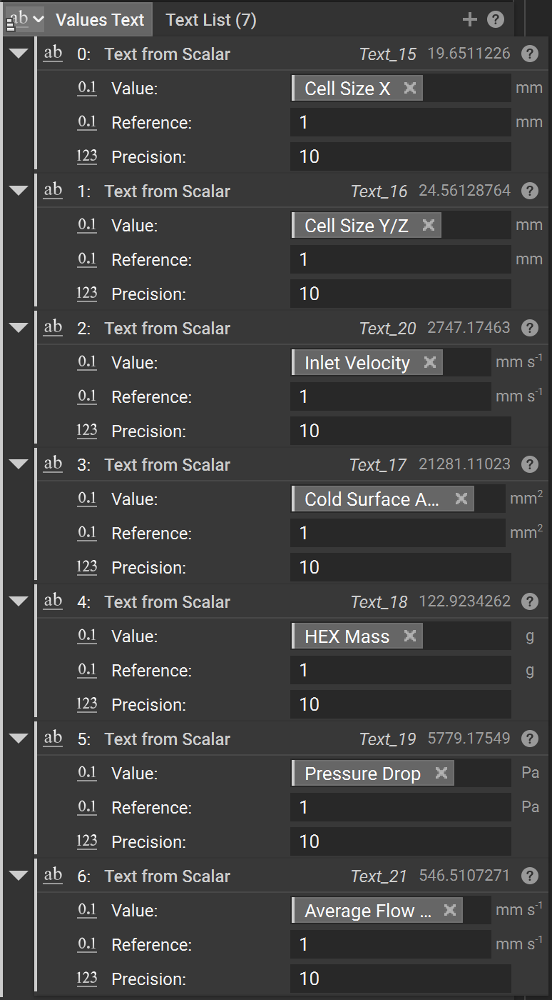 ab Values Text Text List (7) + ?
ab 0: Text from Scalar Text_15 19.6511226 ?
0.1 Value: Cell Size X mm
0.1 Reference: 1 mm
123 Precision: 10
ab 1: Text from Scalar Text_16 24.56128764 ?
0.1 Value: Cell Size Y/Z mm
0.1 Reference: 1 mm
123 Precision: 10
ab 2: Text from Scalar Text_20 2747.17463 ?
0.1 Value: Inlet Velocity mm s⁻¹
0.1 Reference: 1 mm s⁻¹
123 Precision: 10
ab 3: Text from Scalar Text_17 21281.11023 ?
0.1 Value: Cold Surface A... mm²
0.1 Reference: 1 mm²
123 Precision: 10
ab 4: Text from Scalar Text_18 122.9234262 ?
0.1 Value: HEX Mass g
0.1 Reference: 1 g
123 Precision: 10
ab 5: Text from Scalar Text_19 5779.17549 ?
0.1 Value: Pressure Drop Pa
0.1 Reference: 1 Pa
123 Precision: 10
ab 6: Text from Scalar Text_21 546.5107271 ?
0.1 Value: Average Flow ... mm s⁻¹
0.1 Reference: 1 mm s⁻¹
123 Precision: 10